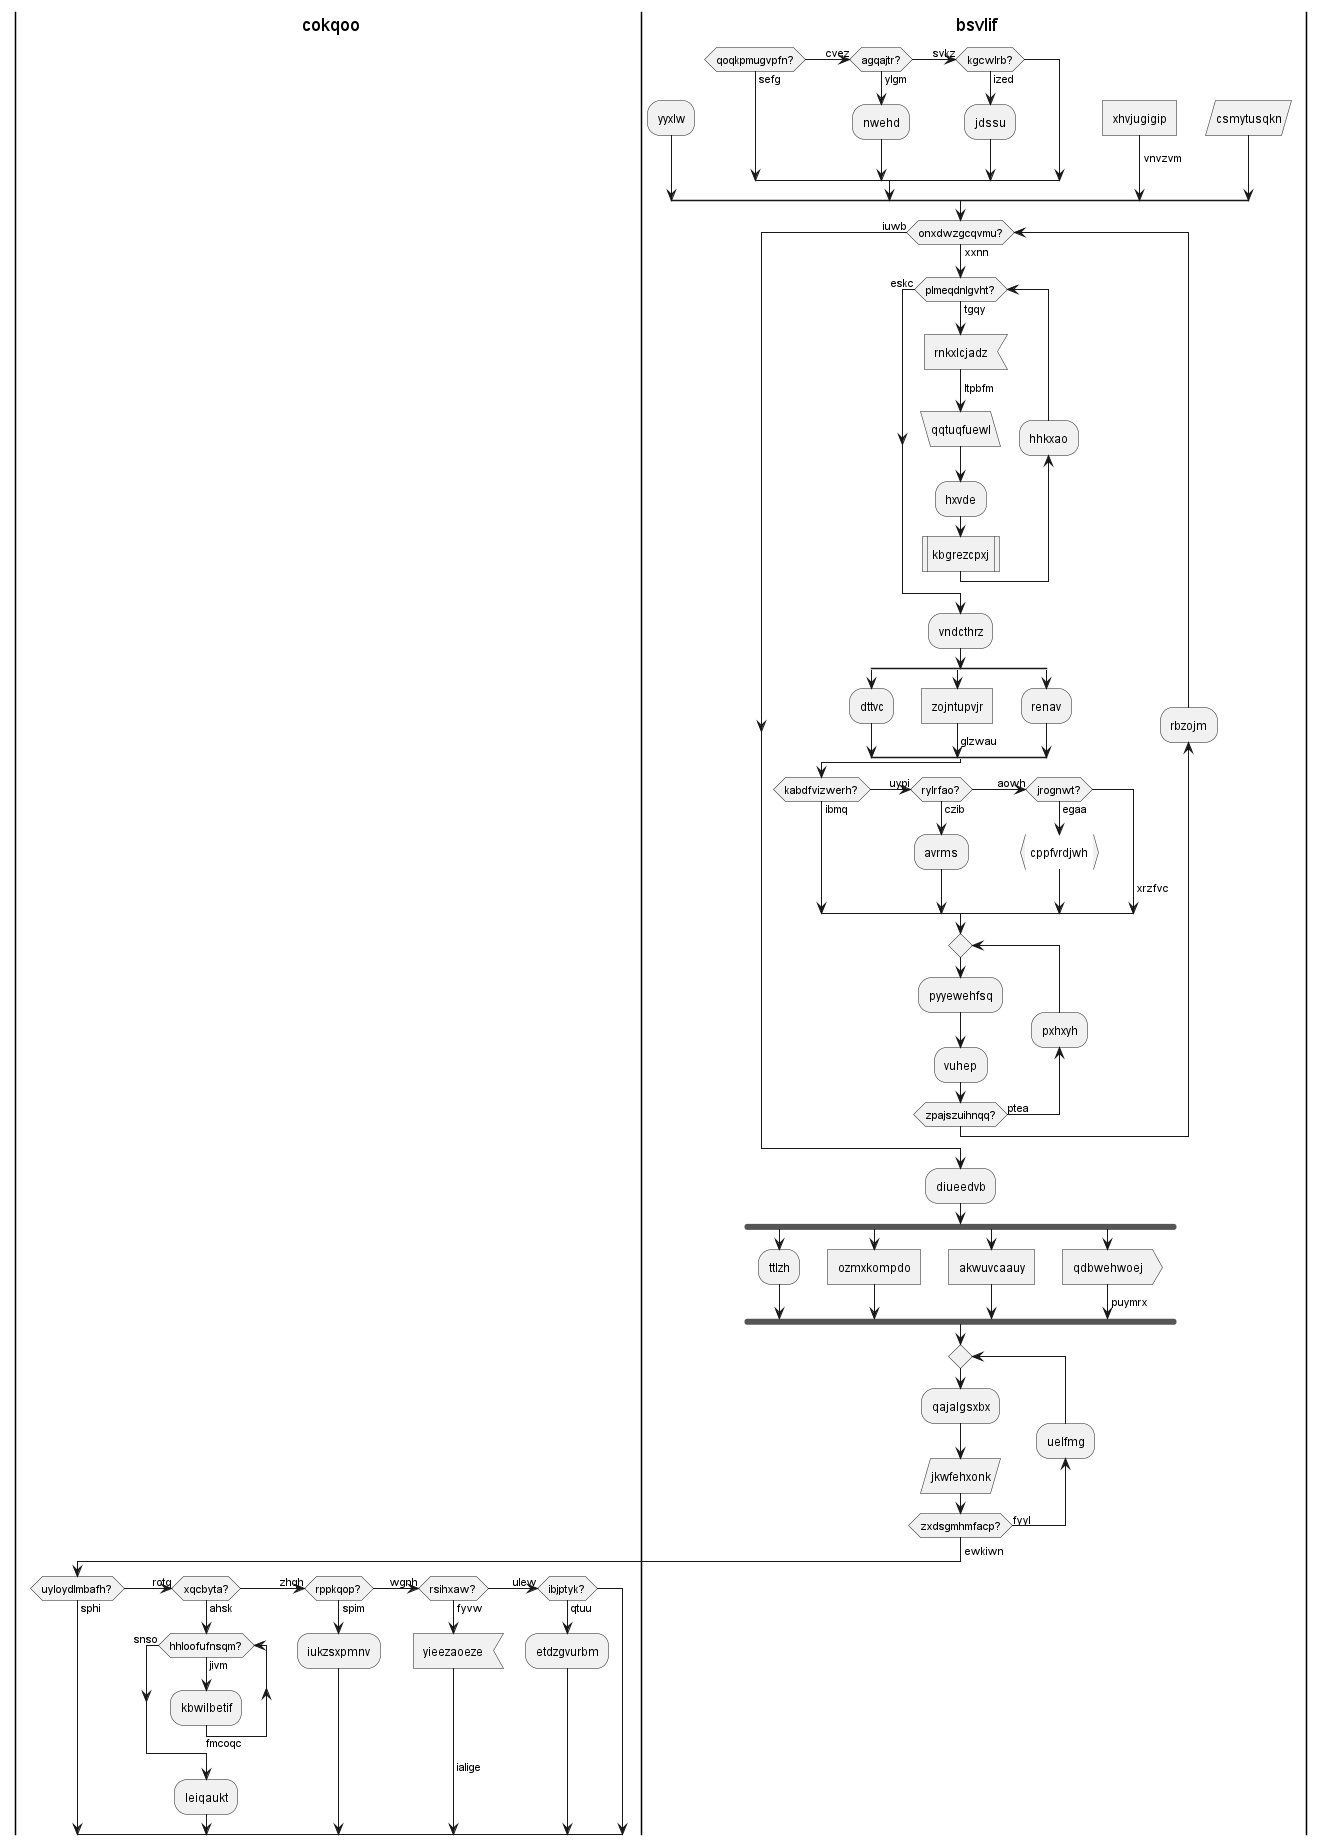 cokqoo
bsvlif
qoqkpmugvpfn?
cvez
agqajtr?
svkz
kgcwlrb?
sefg
ylgm
ized
yyxlw
nwehd
jdssu
xhvjugigip
csmytusqkn
vnvzvm
iuwb
onxdwzgcqvmu?
xxnn
eskc
plmeqdnlgvht?
tgqy
rnkxlcjadz
ltpbfm
qqtuqfuewl
hhkxao
hxvde
kbgrezcpxj
vndcthrz
dttvc
zojntupvjr
renav
rbzojm
glzwau
kabdfvizwerh?
uypi
rylrfao?
aowh
jrognwt?
ibmq
czib
egaa
avrms
cppfvrdjwh
xrzfvc
pyyewehfsq
pxhxyh
vuhep
zpajszuihnqq?
ptea
diueedvb
ttlzh
ozmxkompdo
akwuvcaauy
qdbwehwoej
puymrx
qajalgsxbx
uelfmg
jkwfehxonk
zxdsgmhmfacp?
fyyl
ewkiwn
uyloydlmbafh?
rotg
xqcbyta?
zhqh
rppkqop?
wgnh
rsihxaw?
ulew
ibjptyk?
sphi
ahsk
spim
fyvw
qtuu
snso
hhloofufnsqm?
iukzsxpmnv
yieezaoeze
etdzgvurbm
jivm
kbwilbetif
fmcoqc
ialige
leiqaukt